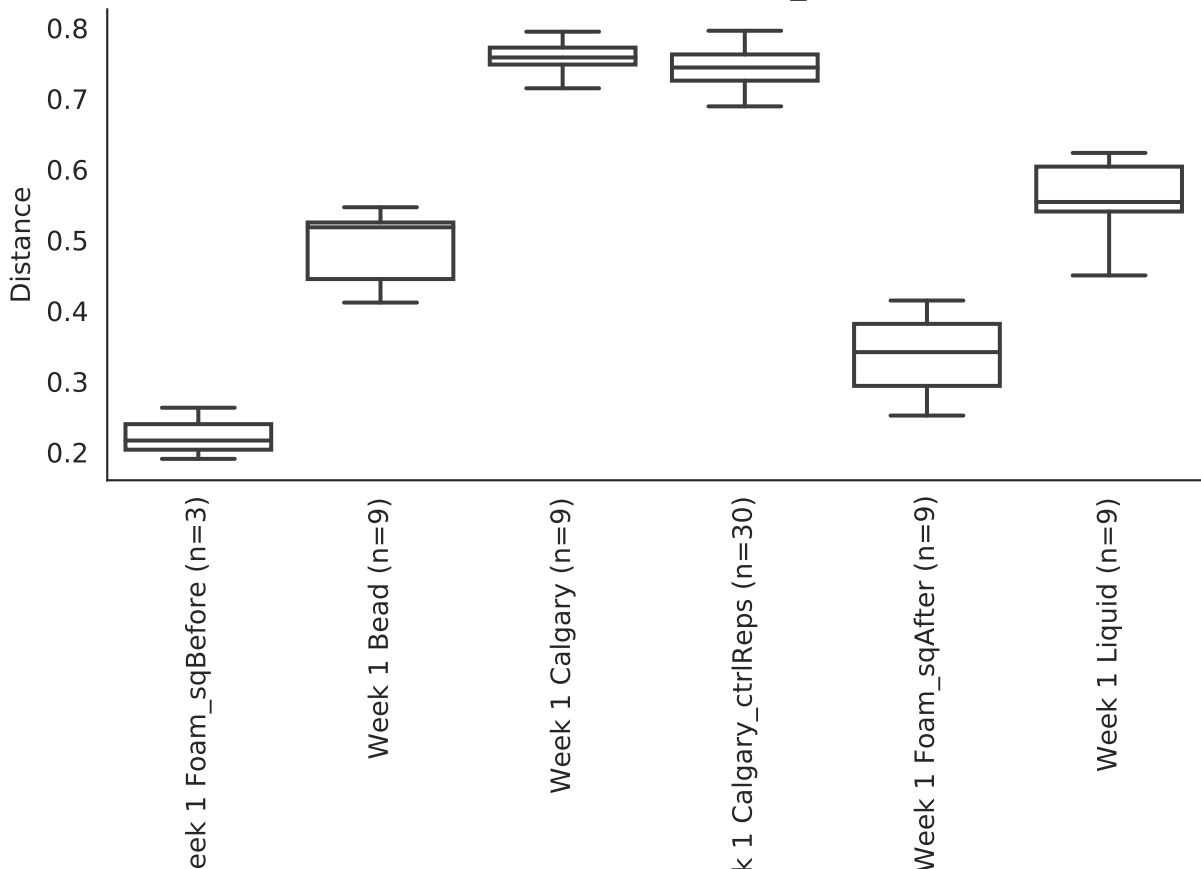 0.8
0.7
0.6
0.5
0.4
0.3
0.2
Distance
eek 1 Foam_sqBefore (n=3)
Week 1 Bead (n=9)
Week 1 Calgary (n=9)
k 1 Calgary_ctrlReps (n=30)
Week 1 Foam_sqAfter (n=9)
Week 1 Liquid (n=9)